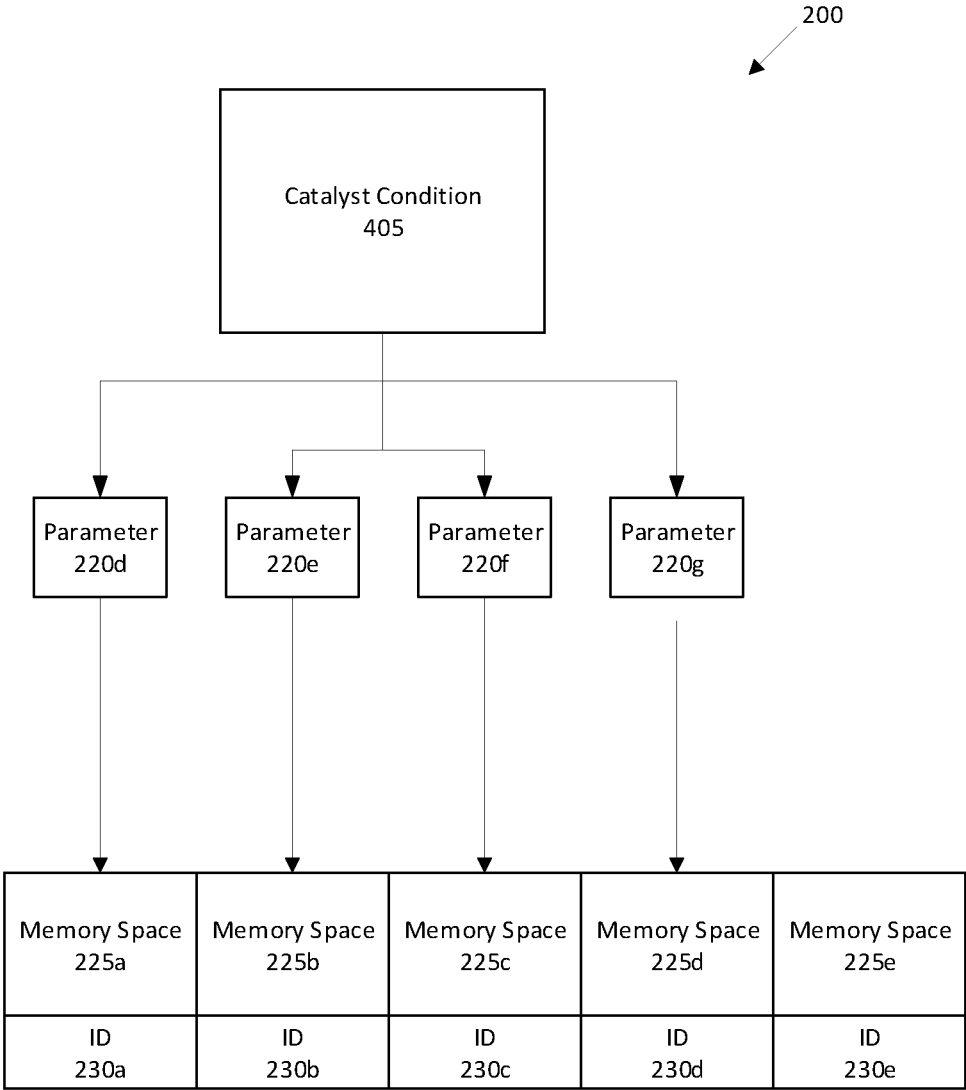 200
Catalyst Condition
405
Parameter
220d
Parameter
220e
Parameter
220f
Parameter
220g
Memory Space
225a
Memory Space
225b
Memory Space
225c
Memory Space
225d
Memory Space
225e
ID
230a
ID
230b
ID
230c
ID
230d
ID
230e